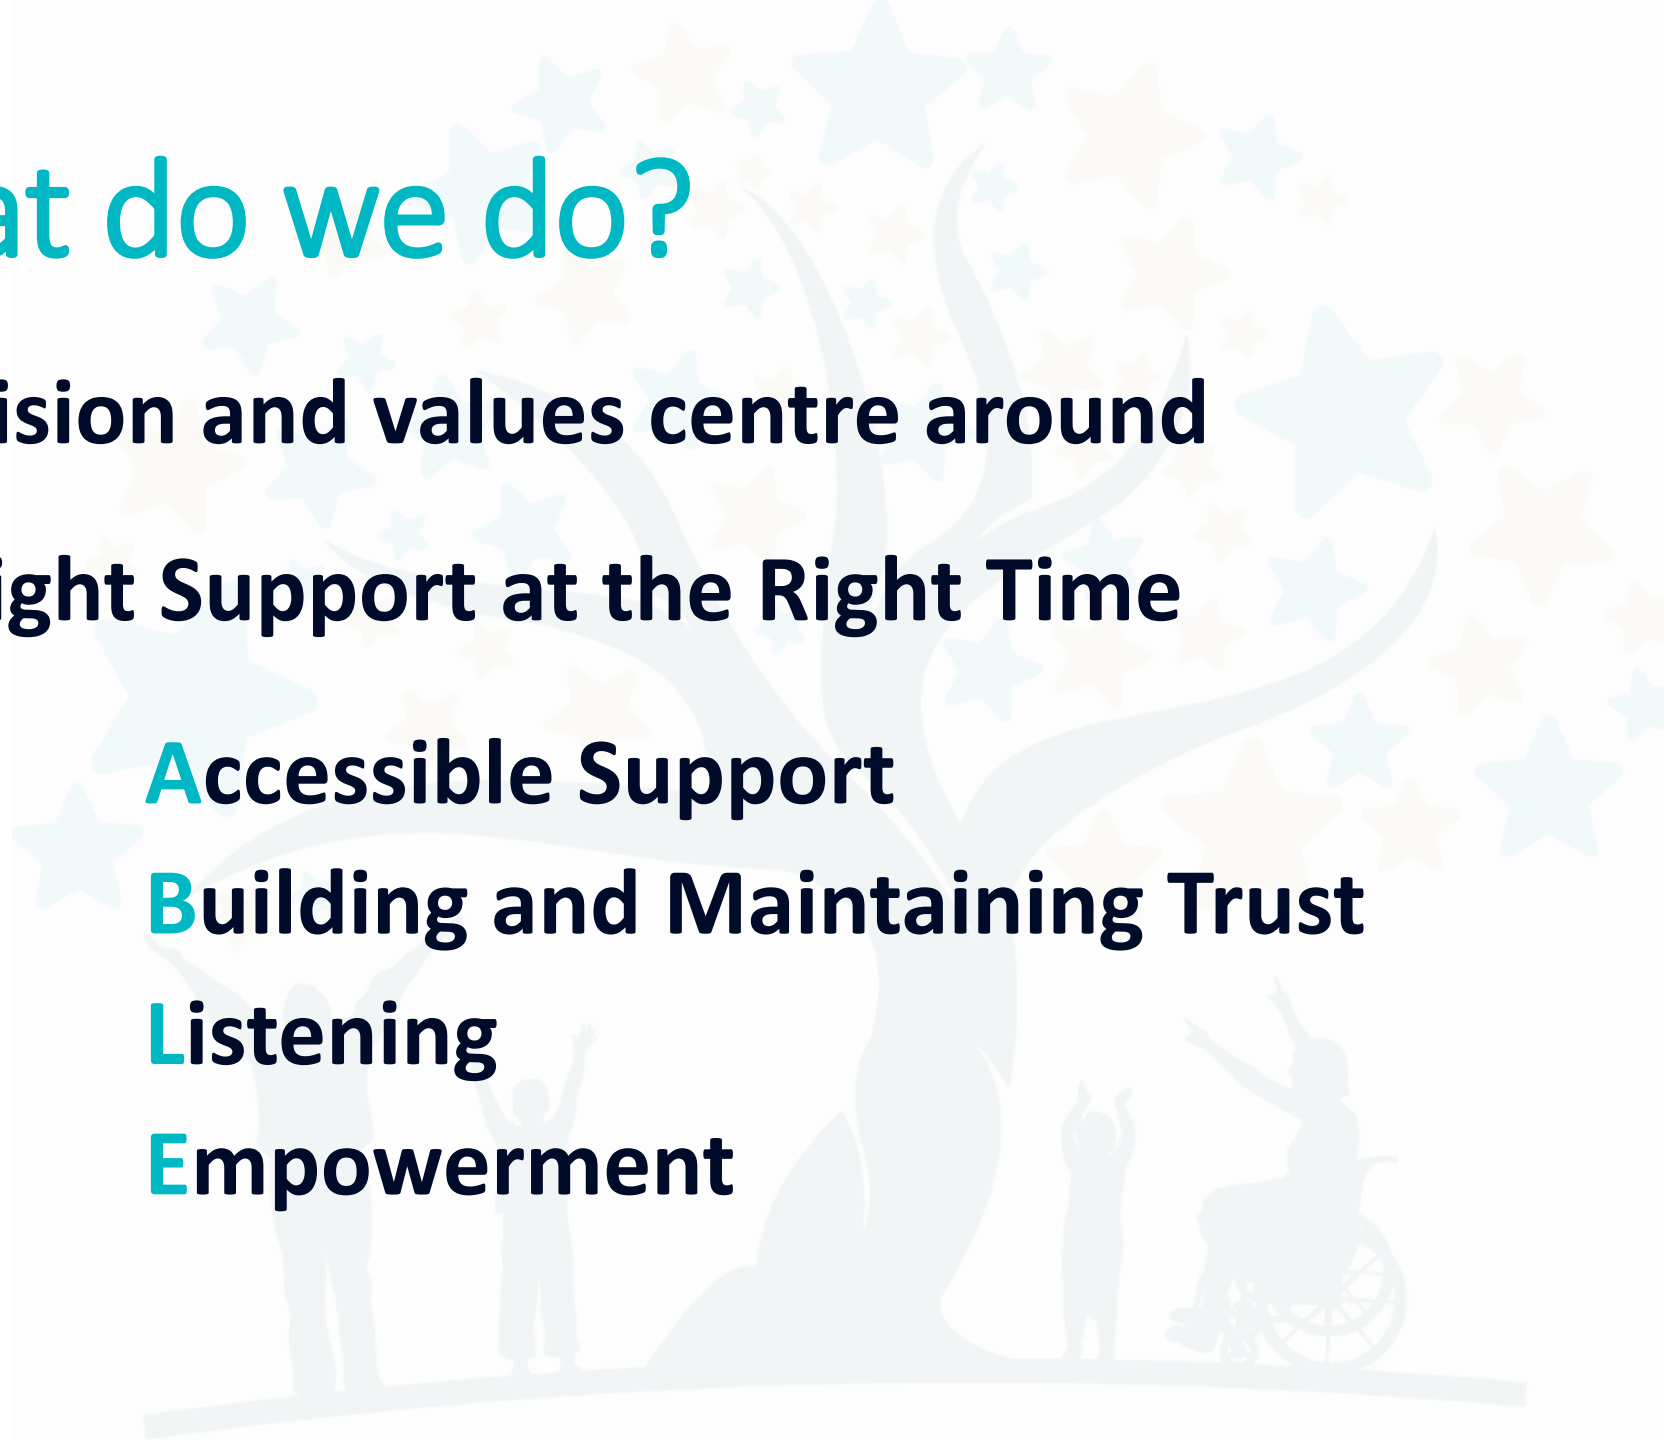 at do we do?
ision and values centre around
ight Support at the Right Time
Accessible Support
Building and Maintaining Trust
Listening
Empowerment